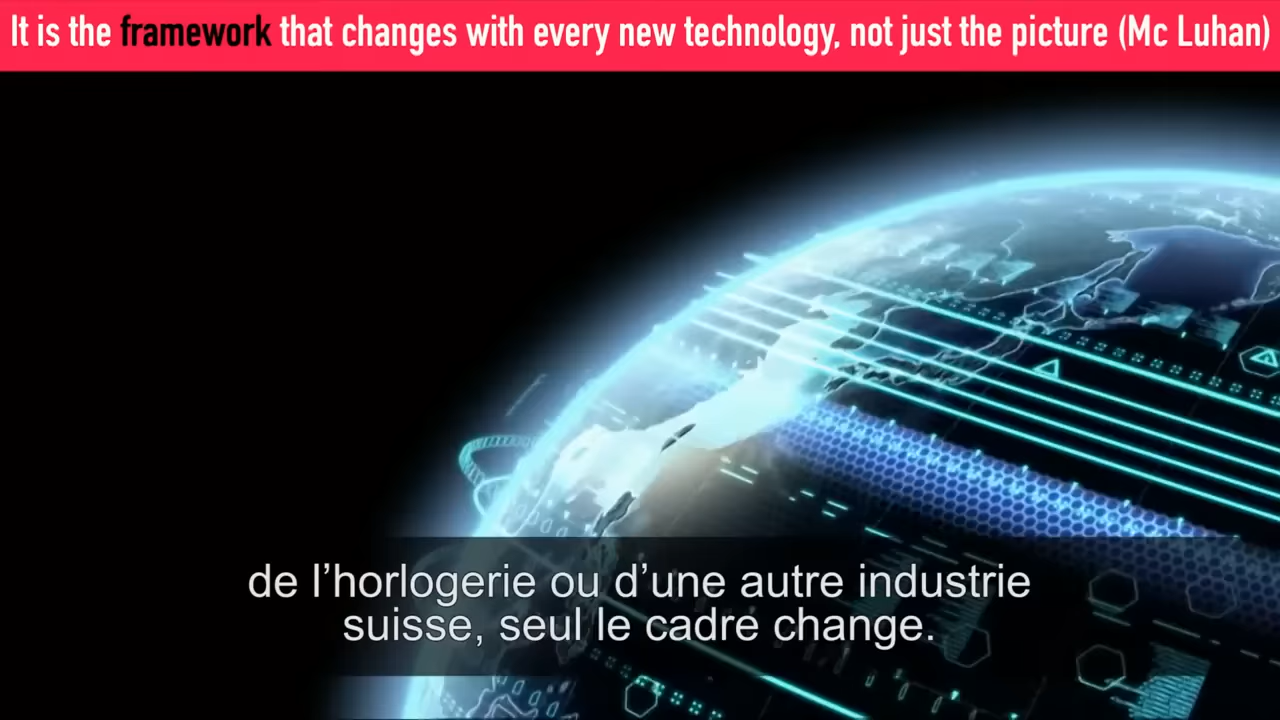 It is the framework that changes with every new technology, not just the picture (Mc Luhan)
de l’horlogerie ou d’une autre industrie
suisse, seul le cadre change.